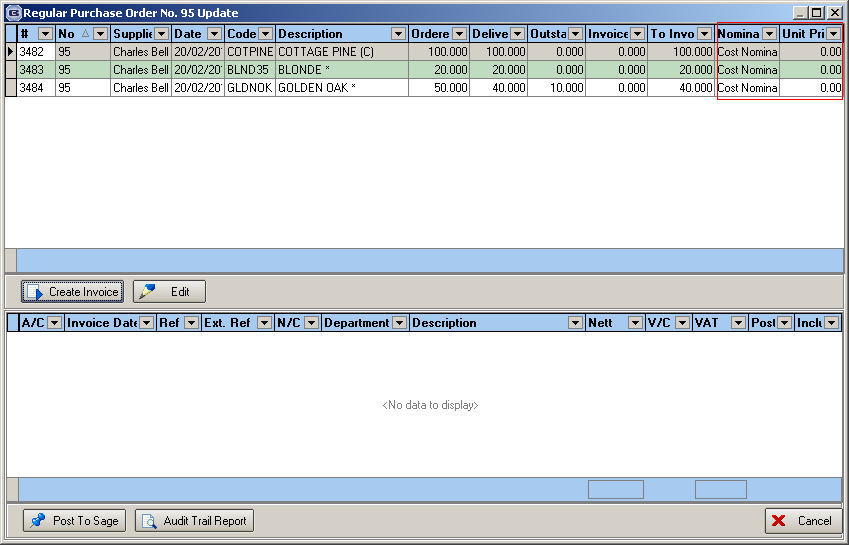 Regular Purchase Order No. 95 Update
# No Supplie Date Code Description Ordere Delive Outsta Invoice To Invo Nomina Unit Pri
3482 95 Charles Bell 20/02/20 COTPINE COTTAGE PINE (C) 100.000 100.000 0.000 0.000 100.000 Cost Nomina 0.00
3483 95 Charles Bell 20/02/20 BLND35 BLONDE * 20.000 20.000 0.000 0.000 20.000 Cost Nomina 0.00
3484 95 Charles Bell 20/02/20 GLDNOK GOLDEN OAK * 50.000 40.000 10.000 0.000 40.000 Cost Nomina 0.00
Create Invoice Edit
A/C Invoice Date Ref Ext. Ref N/C Department Description Nett V/C VAT Post Inclu
<No data to display>
Post To Sage Audit Trail Report Cancel